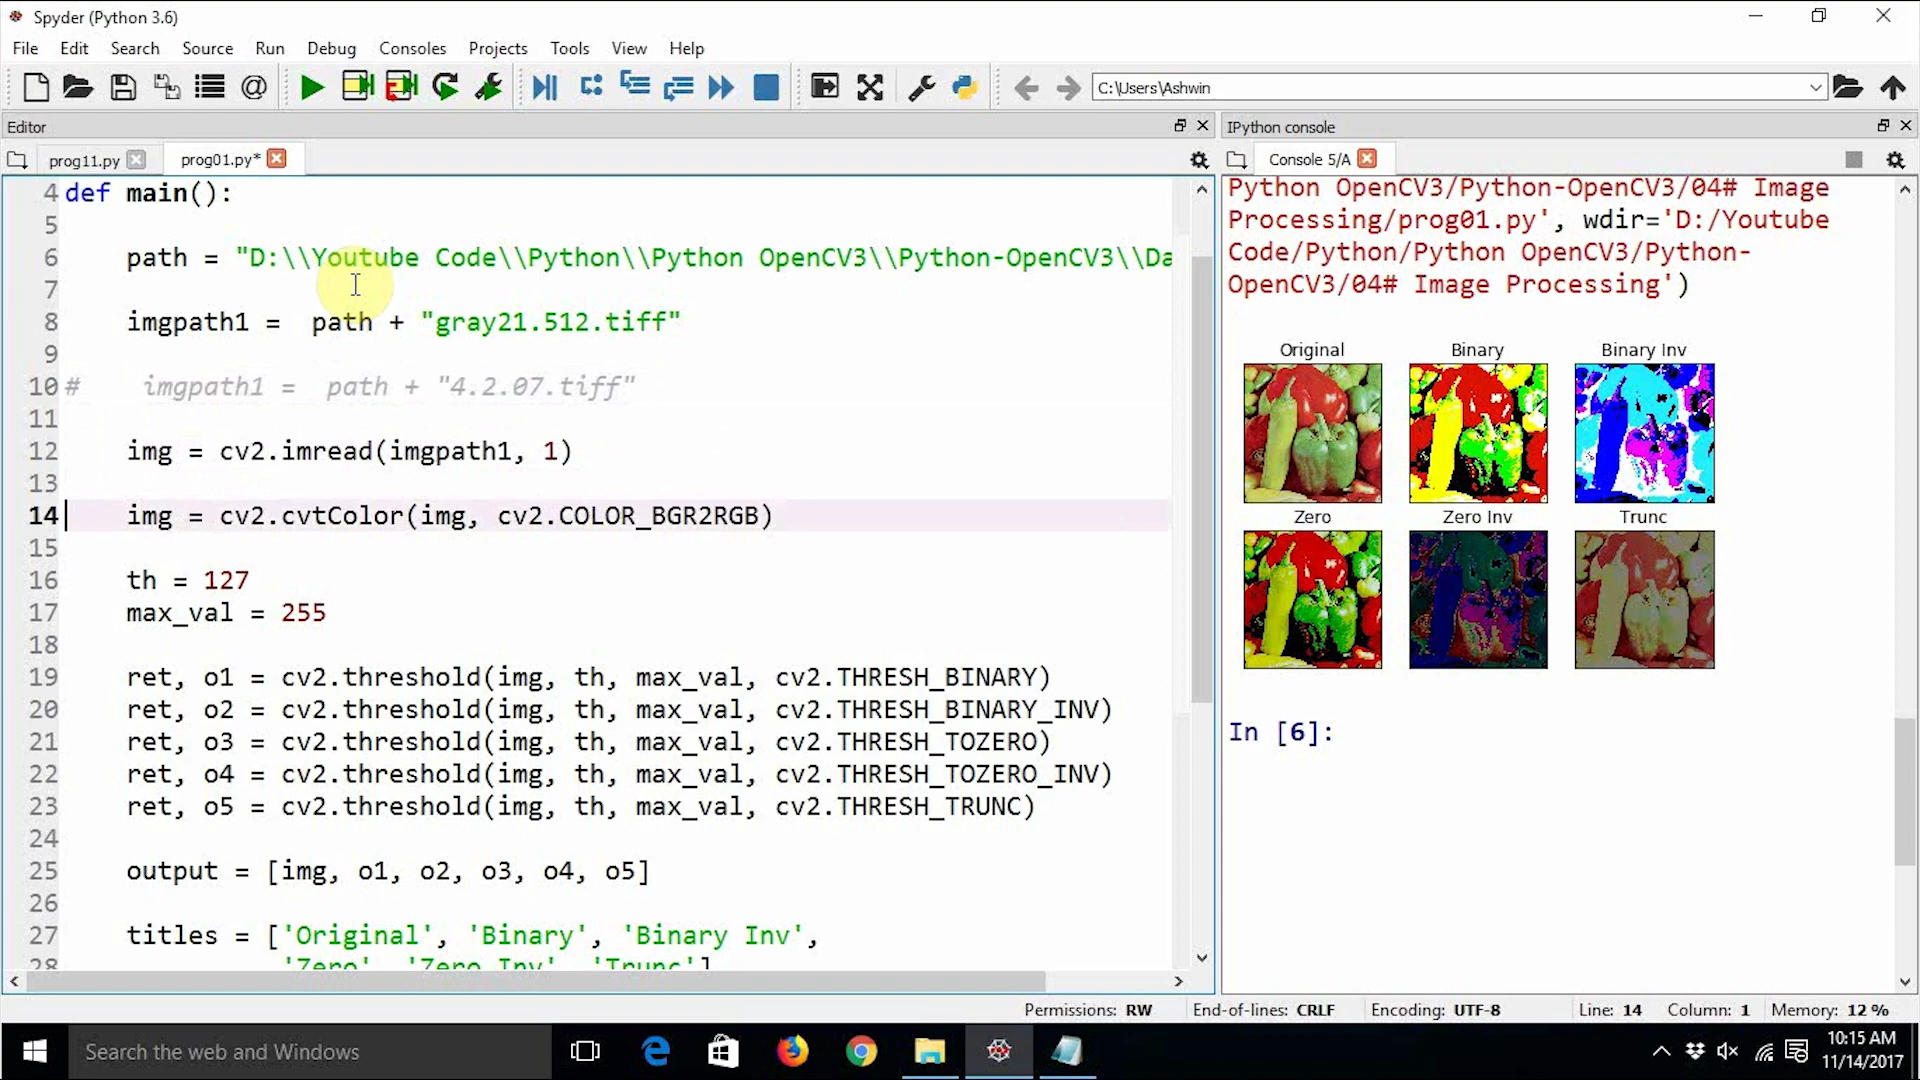 Spyder (Python 3.6)
File Edit Search Source Run Debug Consoles Projects Tools View Help
C:\Users\Ashwin
Editor
prog11.py prog01.py*
4 def main():
5
6 path = "D:\\Youtube Code\\Python\\Python OpenCV3\\Python-OpenCV3\\Da
7
8 imgpath1 =  path + "gray21.512.tiff"
9
10 #     imgpath1 =  path + "4.2.07.tiff"
11
12 img = cv2.imread(imgpath1, 1)
13
14 img = cv2.cvtColor(img, cv2.COLOR_BGR2RGB)
15
16 th = 127
17 max_val = 255
18
19 ret, o1 = cv2.threshold(img, th, max_val, cv2.THRESH_BINARY)
20 ret, o2 = cv2.threshold(img, th, max_val, cv2.THRESH_BINARY_INV)
21 ret, o3 = cv2.threshold(img, th, max_val, cv2.THRESH_TOZERO)
22 ret, o4 = cv2.threshold(img, th, max_val, cv2.THRESH_TOZERO_INV)
23 ret, o5 = cv2.threshold(img, th, max_val, cv2.THRESH_TRUNC)
24
25 output = [img, o1, o2, o3, o4, o5]
26
27 titles = ['Original', 'Binary', 'Binary Inv',
28 'Zero', 'Zero Inv', 'Trunc']
IPython console
Console 5/A
Python OpenCV3/Python-OpenCV3/04# Image
Processing/prog01.py', wdir='D:/Youtube
Code/Python/Python OpenCV3/Python-
OpenCV3/04# Image Processing')
Original Binary Binary Inv
Zero Zero Inv Trunc
In [6]:
Permissions: RW End-of-lines: CRLF Encoding: UTF-8 Line: 14 Column: 1 Memory: 12 %
Search the web and Windows
10:15 AM
11/14/2017